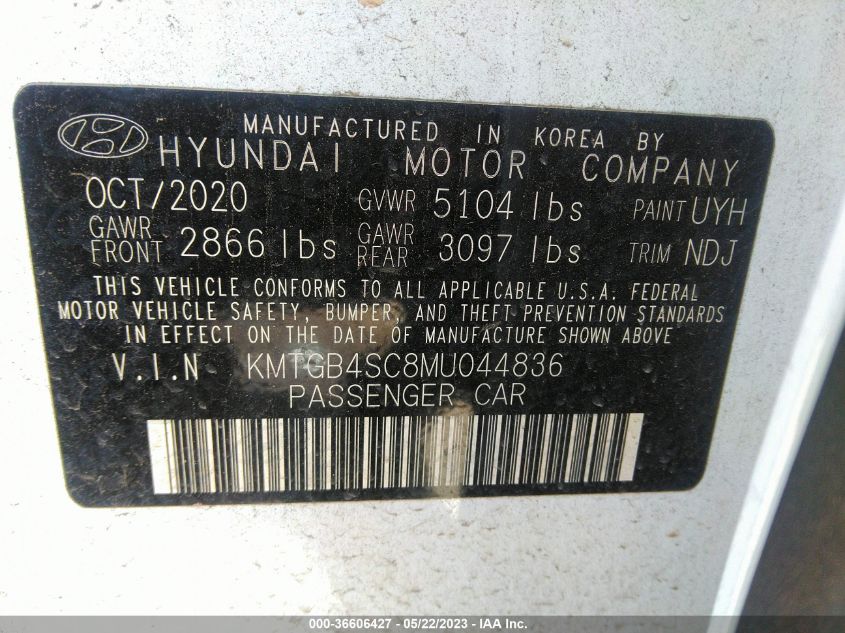 MANUFACTURED IN KOREA BY
HYUNDAI MOTOR COMPANY
OCT/2020 GVWR 5104 lbs PAINT UYH
GAWR FRONT 2866 lbs GAWR REAR 3097 lbs TRIM NDJ
THIS VEHICLE CONFORMS TO ALL APPLICABLE U.S.A. FEDERAL
MOTOR VEHICLE SAFETY, BUMPER, AND THEFT PREVENTION STANDARDS
IN EFFECT ON THE DATE OF MANUFACTURE SHOWN ABOVE
V.I.N KMTGB4SC8MU044836
PASSENGER CAR
000-36606427 - 05/22/2023 - IAAI.COM